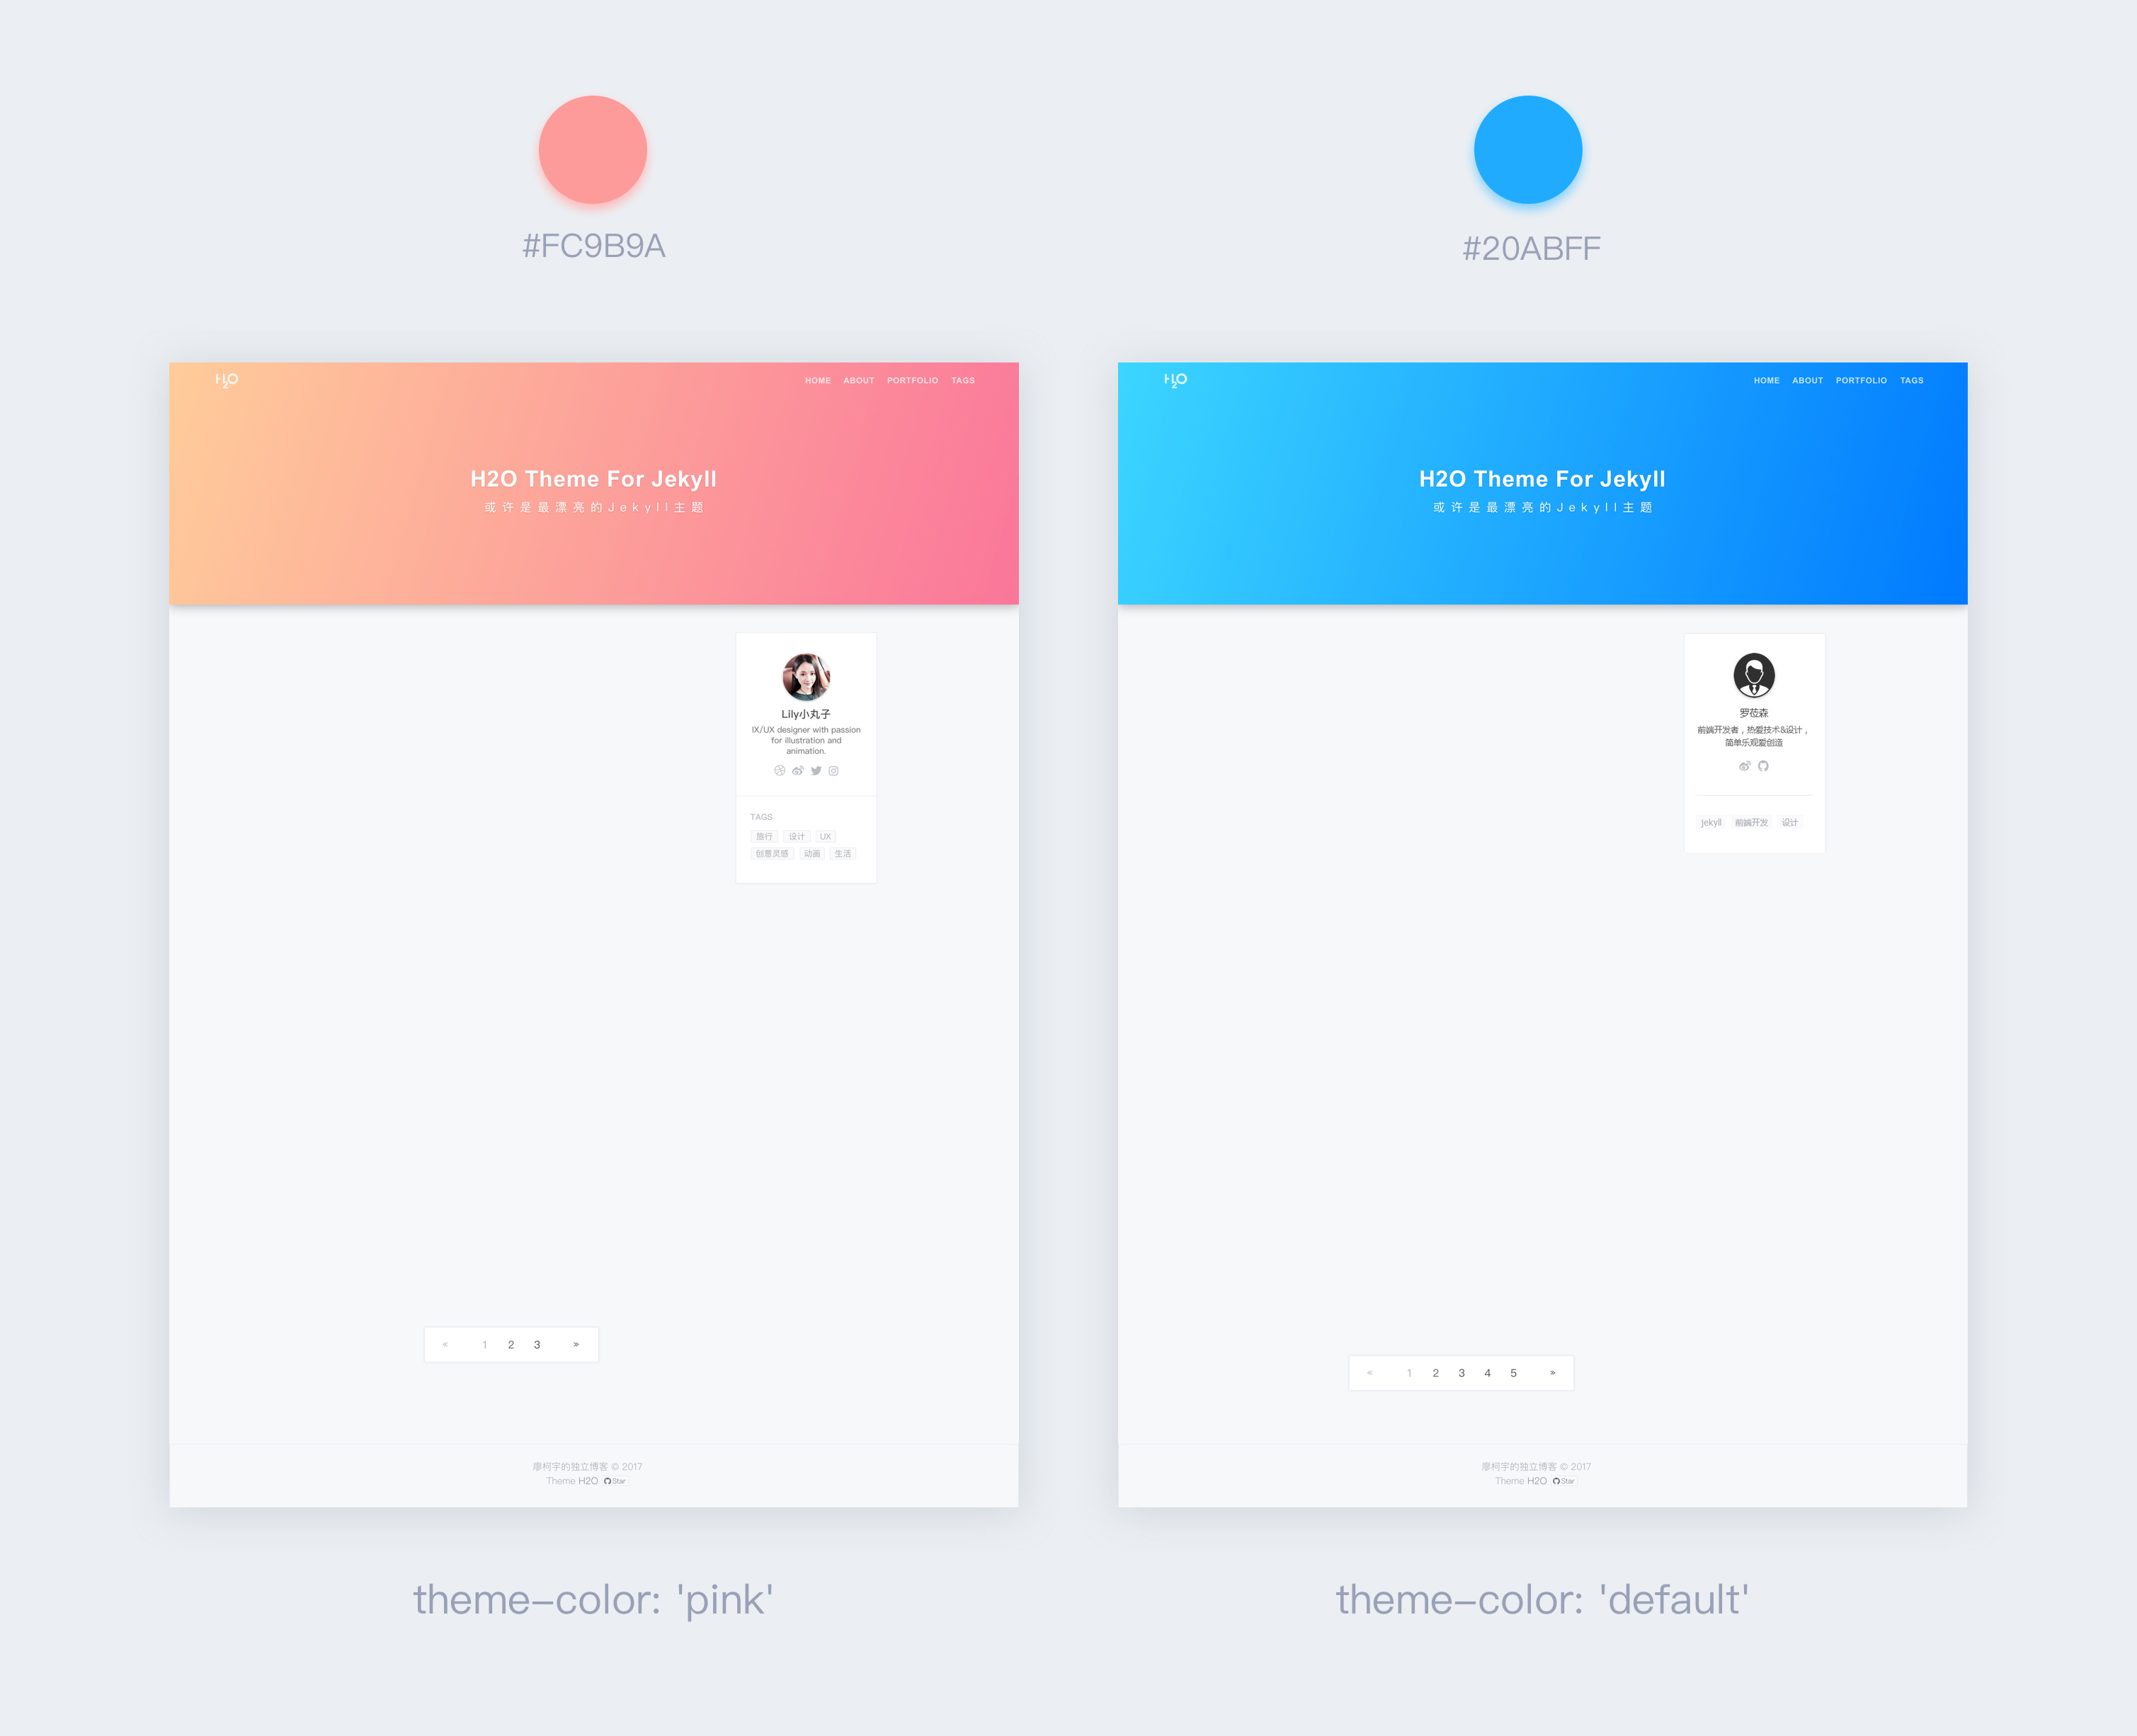 #FC9B9A
#20ABFF
H2O
HOME ABOUT PORTFOLIO TAGS
H2O Theme For Jekyll
或许是最漂亮的Jekyll主题
Lily小丸子
IX/UX designer with passion
for illustration and
animation.
TAGS
旅行 设计 UX
创意灵感 动画 生活
« 1 2 3 »
廖柯宇的独立博客 © 2017
Theme H2O Star
theme-color: 'pink'
H2O
HOME ABOUT PORTFOLIO TAGS
H2O Theme For Jekyll
或许是最漂亮的Jekyll主题
罗莅森
前端开发者，热爱技术&设计，
简单乐观爱创造
jekyll 前端开发 设计
« 1 2 3 4 5 »
廖柯宇的独立博客 © 2017
Theme H2O Star
theme-color: 'default'